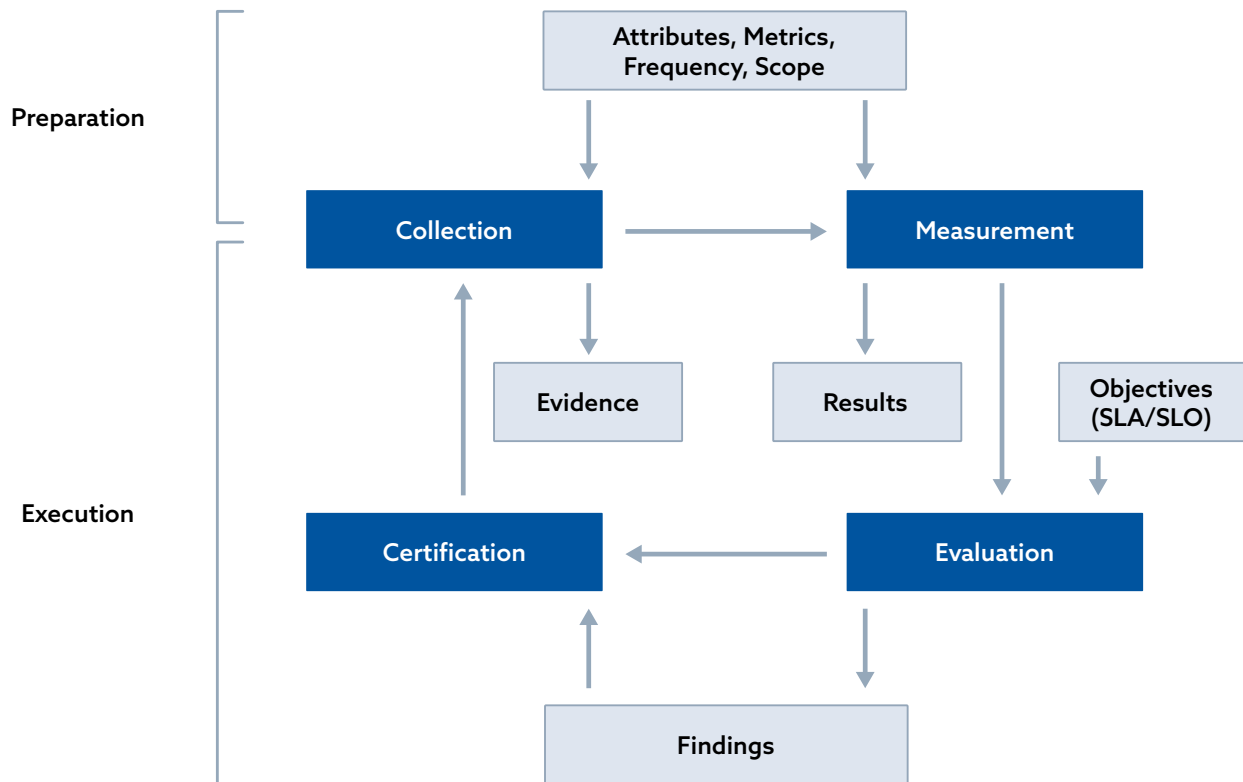 Attributes, Metrics,
Frequency, Scope
Preparation
Collection
Measurement
Evidence
Results
Objectives
(SLA/SLO)
Execution
Certification
Evaluation
Findings